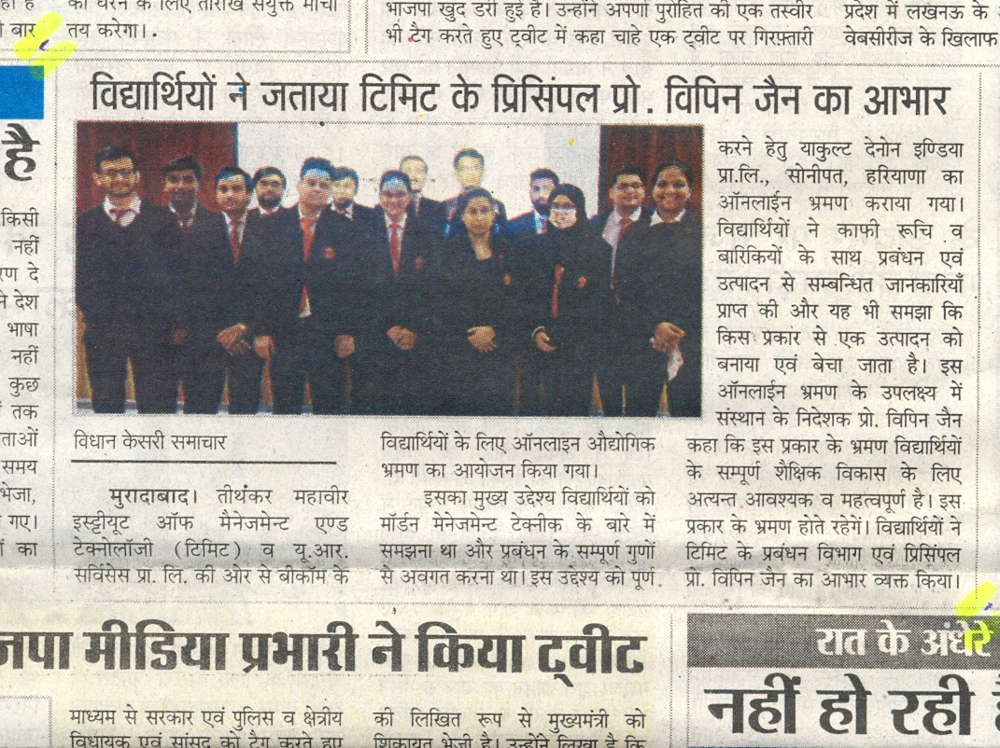 को घेरने के लिए तारीख संयुक्त मोर्चा
बार
तय करेगा।.
भाजपा खुद डरी हुई है। उन्होंने अपर्णा पुरोहित की एक तस्वीर
भी टैग करते हुए ट्वीट में कहा चाहे एक ट्वीट पर गिरफ़्तारी
प्रदेश में लखनऊ के
वेबसीरीज के खिलाफ
है
किसी
नहीं
रण दे
ने देश
भाषा
नहीं
कुछ
तक
ताओं
समय
भेजा,
गए।
का
विद्यार्थियों ने जताया टिमिट के प्रिसिंपल प्रो. विपिन जैन का आभार
विधान केसरी समाचार
मुरादाबाद। तीर्थंकर महावीर
इस्ट्टीयूट ऑफ मैनेजमेन्ट एण्ड
टेक्नोलॉजी (टिमिट) व यू.आर.
सर्विसेस प्रा. लि. की ओर से बीकॉम के
विद्यार्थियों के लिए ऑनलाइन औद्योगिक
भ्रमण का आयोजन किया गया।
इसका मुख्य उद्देश्य विद्यार्थियों को
मॉर्डन मेनेजमेन्ट टेक्नीक के बारे में
समझना था और प्रबंधन के सम्पूर्ण गुणों
से अवगत करना था। इस उद्देश्य को पूर्ण
करने हेतु याकुल्ट देनोन इण्डिया
प्रा.लि., सोनीपत, हरियाणा का
ऑनलाईन भ्रमण कराया गया।
विद्यार्थियों ने काफी रूचि व
बारिकियों के साथ प्रबंधन एवं
उत्पादन से सम्बन्धित जानकारियाँ
प्राप्त की और यह भी समझा कि
किस प्रकार से एक उत्पादन को
बनाया एवं बेचा जाता है। इस
ऑनलाईन भ्रमण के उपलक्ष्य में
संस्थान के निदेशक प्रो. विपिन जैन
कहा कि इस प्रकार के भ्रमण विद्यार्थियों
के सम्पूर्ण शैक्षिक विकास के लिए
अत्यन्त आवश्यक व महत्वपूर्ण है। इस
प्रकार के भ्रमण होते रहेगें। विद्यार्थियों ने
टिमिट के प्रबंधन विभाग एवं प्रिसिंपल
प्रो. विपिन जैन का आभार व्यक्त किया।
जपा मीडिया प्रभारी ने किया ट्वीट
माध्यम से सरकार एवं पुलिस व क्षेत्रीय
विधायक एवं सांसद को टैग करते हुए
की लिखित रूप से मुख्यमंत्री को
शिकायत भेजी है। उन्होंने लिखा है कि
रात के अंधेरे
नहीं हो रही